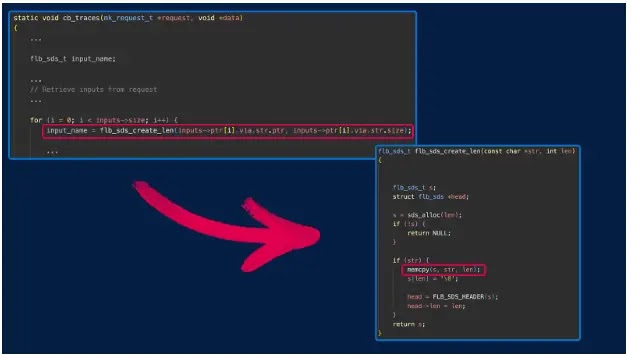 static void cb_traces(mk_request_t *request, void *data)
{
...
flb_sds_t input_name;
...
// Retrieve inputs from request
...
for (i = 0; i < inputs->size; i++) {
input_name = flb_sds_create_len(inputs->ptr[i].via.str.ptr, inputs->ptr[i].via.str.size);
...
flb_sds_t flb_sds_create_len(const char *str, int len)
{
flb_sds_t s;
struct flb_sds *head;
s = sds_alloc(len);
if (!s) {
return NULL;
}
if (str) {
memcpy(s, str, len);
s[len] = '\0';
head = FLB_SDS_HEADER(s);
head->len = len;
}
return s;
}